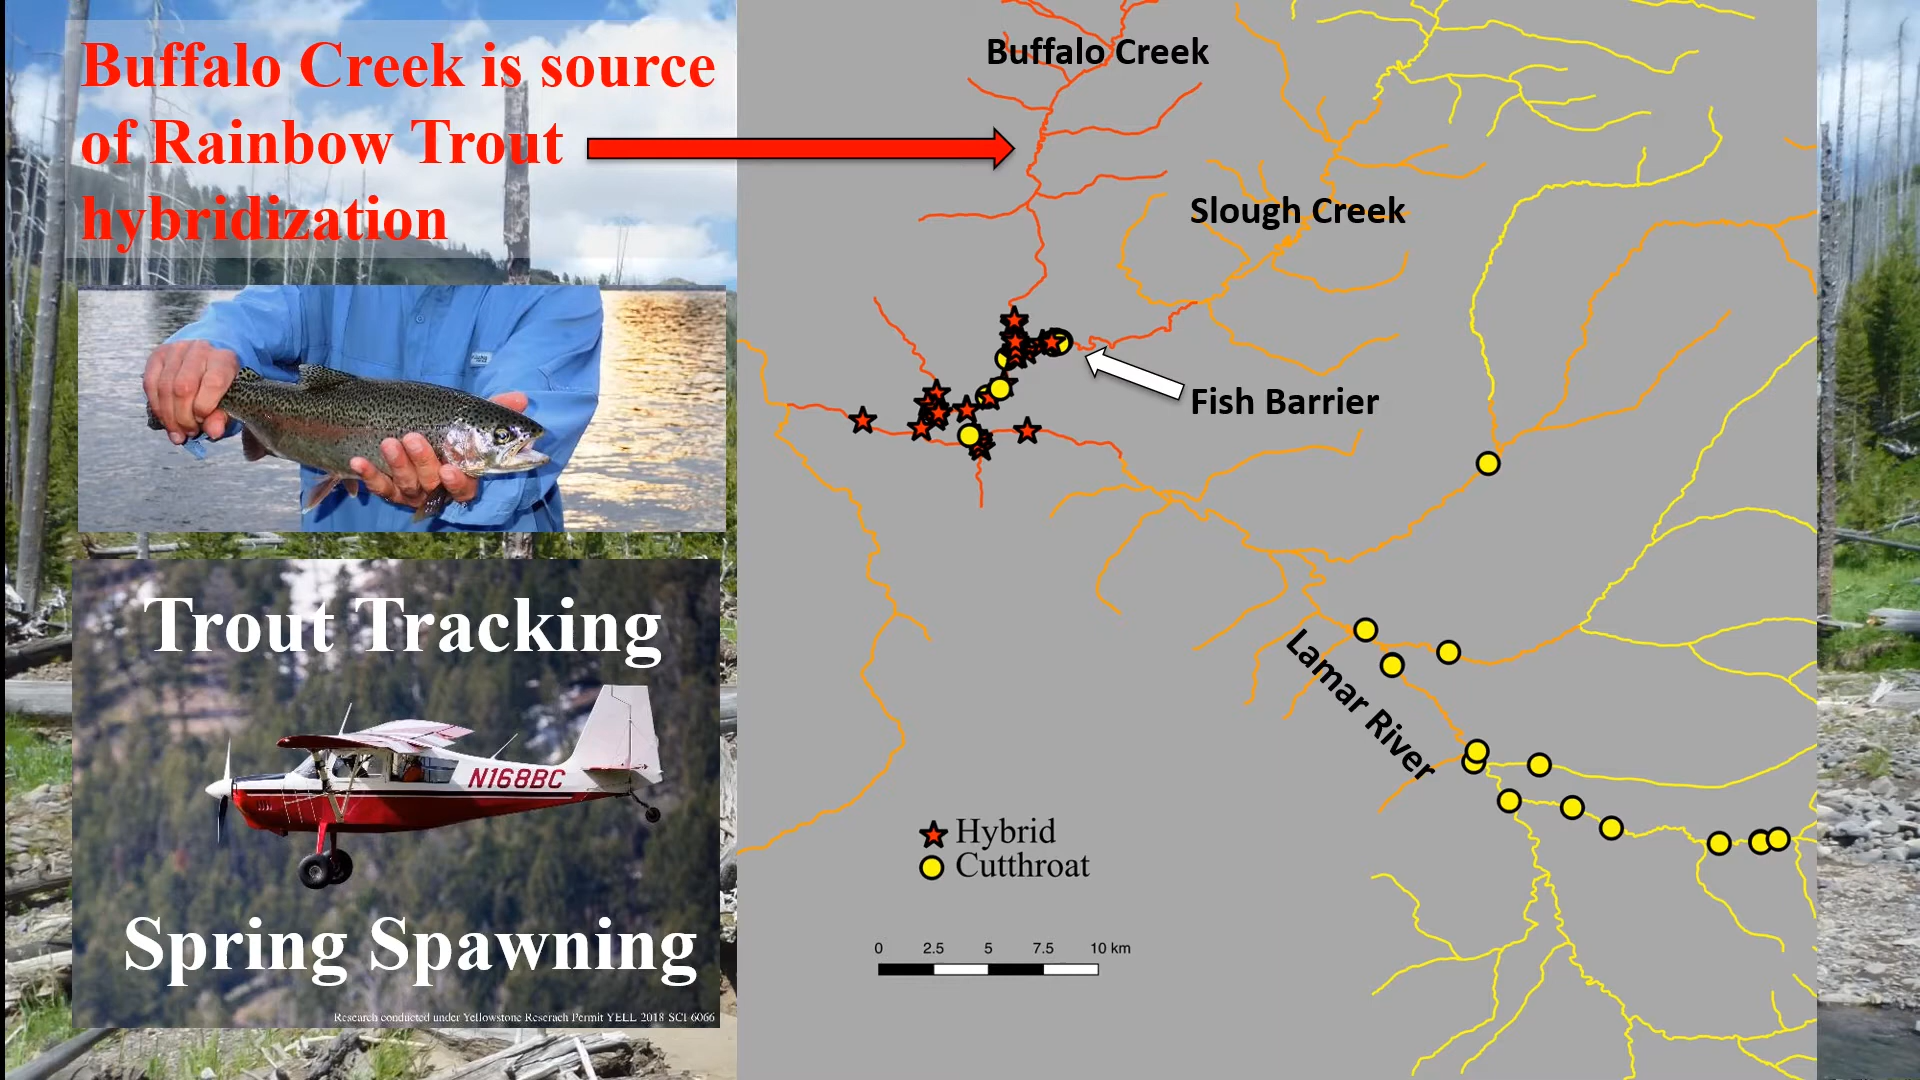 Buffalo Creek is source
of Rainbow Trout
hybridization
Trout Tracking
N168BC
Spring Spawning
Research conducted under Yellowstone Reserach Permit YELL 2018 SCI-6066
Buffalo Creek
Slough Creek
Fish Barrier
Lamar River
Hybrid
Cutthroat
0 2.5 5 7.5 10 km